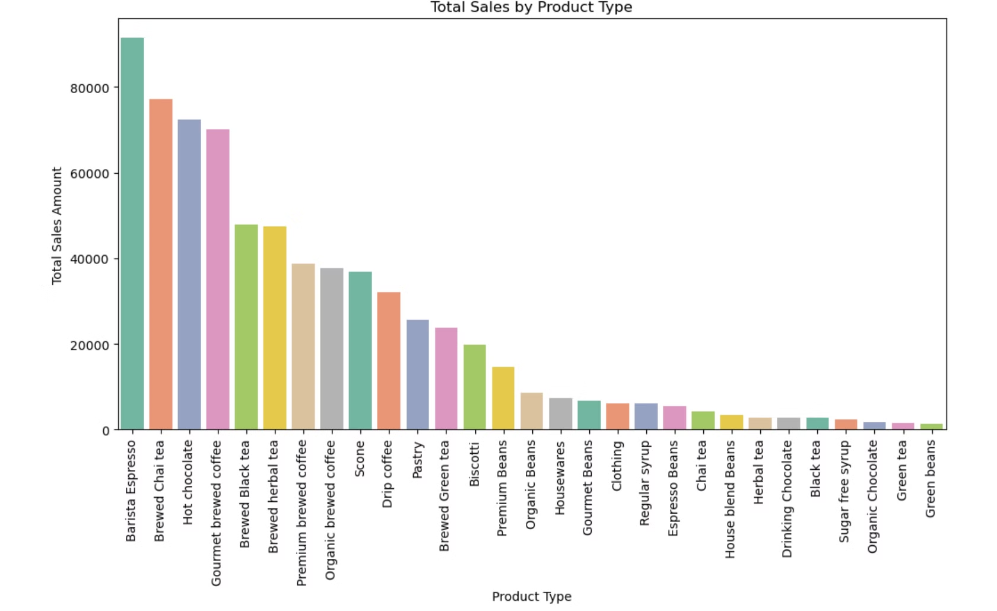 Total Sales by Product Type
Total Sales Amount
80000
60000
40000
20000
0
Barista Espresso
Brewed Chai tea
Hot chocolate
Gourmet brewed coffee
Brewed Black tea
Brewed herbal tea
Premium brewed coffee
Organic brewed coffee
Scone
Drip coffee
Pastry
Brewed Green tea
Biscotti
Premium Beans
Organic Beans
Housewares
Gourmet Beans
Clothing
Regular syrup
Espresso Beans
Chai tea
House blend Beans
Herbal tea
Drinking Chocolate
Black tea
Sugar free syrup
Organic Chocolate
Green tea
Green beans
Product Type